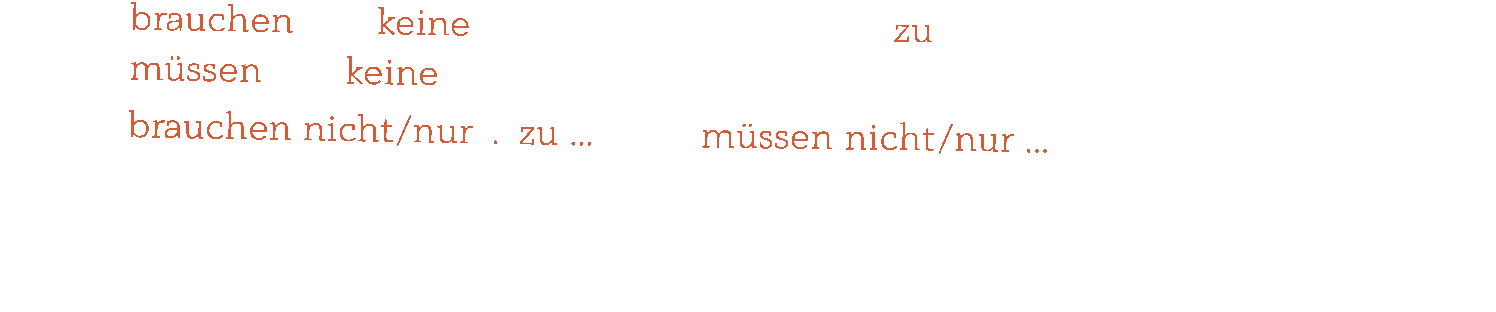 brauchen keine zu
müssen keine
brauchen nicht/nur . zu ... müssen nicht/nur ...